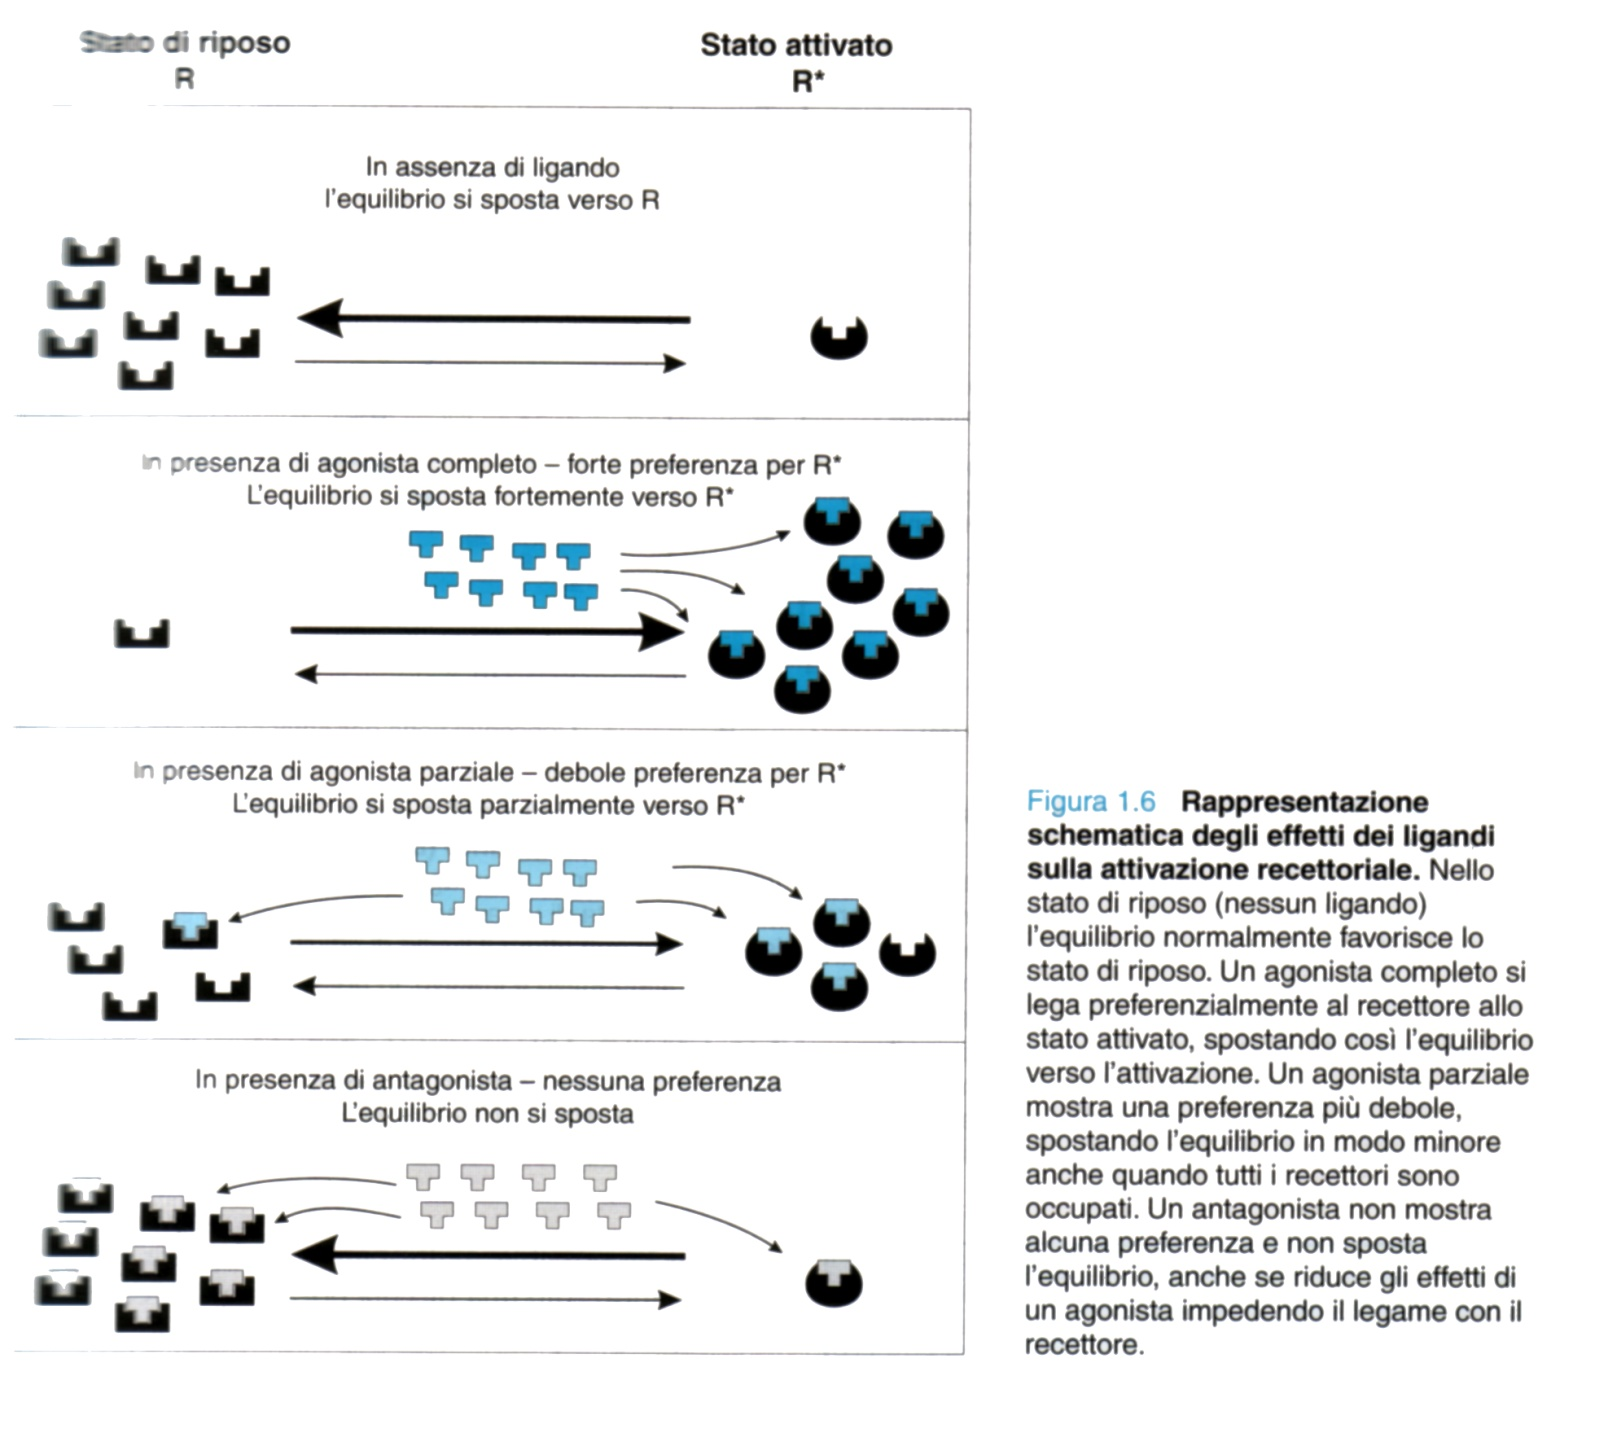 Stato di riposo
R
Stato attivato
R*
In assenza di ligando
l'equilibrio si sposta verso R
In presenza di agonista completo – forte preferenza per R*
L'equilibrio si sposta fortemente verso R*
In presenza di agonista parziale – debole preferenza per R*
L'equilibrio si sposta parzialmente verso R*
In presenza di antagonista – nessuna preferenza
L'equilibrio non si sposta
Figura 1.6 Rappresentazione
schematica degli effetti dei ligandi
sulla attivazione recettoriale. Nello
stato di riposo (nessun ligando)
l'equilibrio normalmente favorisce lo
stato di riposo. Un agonista completo si
lega preferenzialmente al recettore allo
stato attivato, spostando così l'equilibrio
verso l'attivazione. Un agonista parziale
mostra una preferenza più debole,
spostando l'equilibrio in modo minore
anche quando tutti i recettori sono
occupati. Un antagonista non mostra
alcuna preferenza e non sposta
l'equilibrio, anche se riduce gli effetti di
un agonista impedendo il legame con il
recettore.